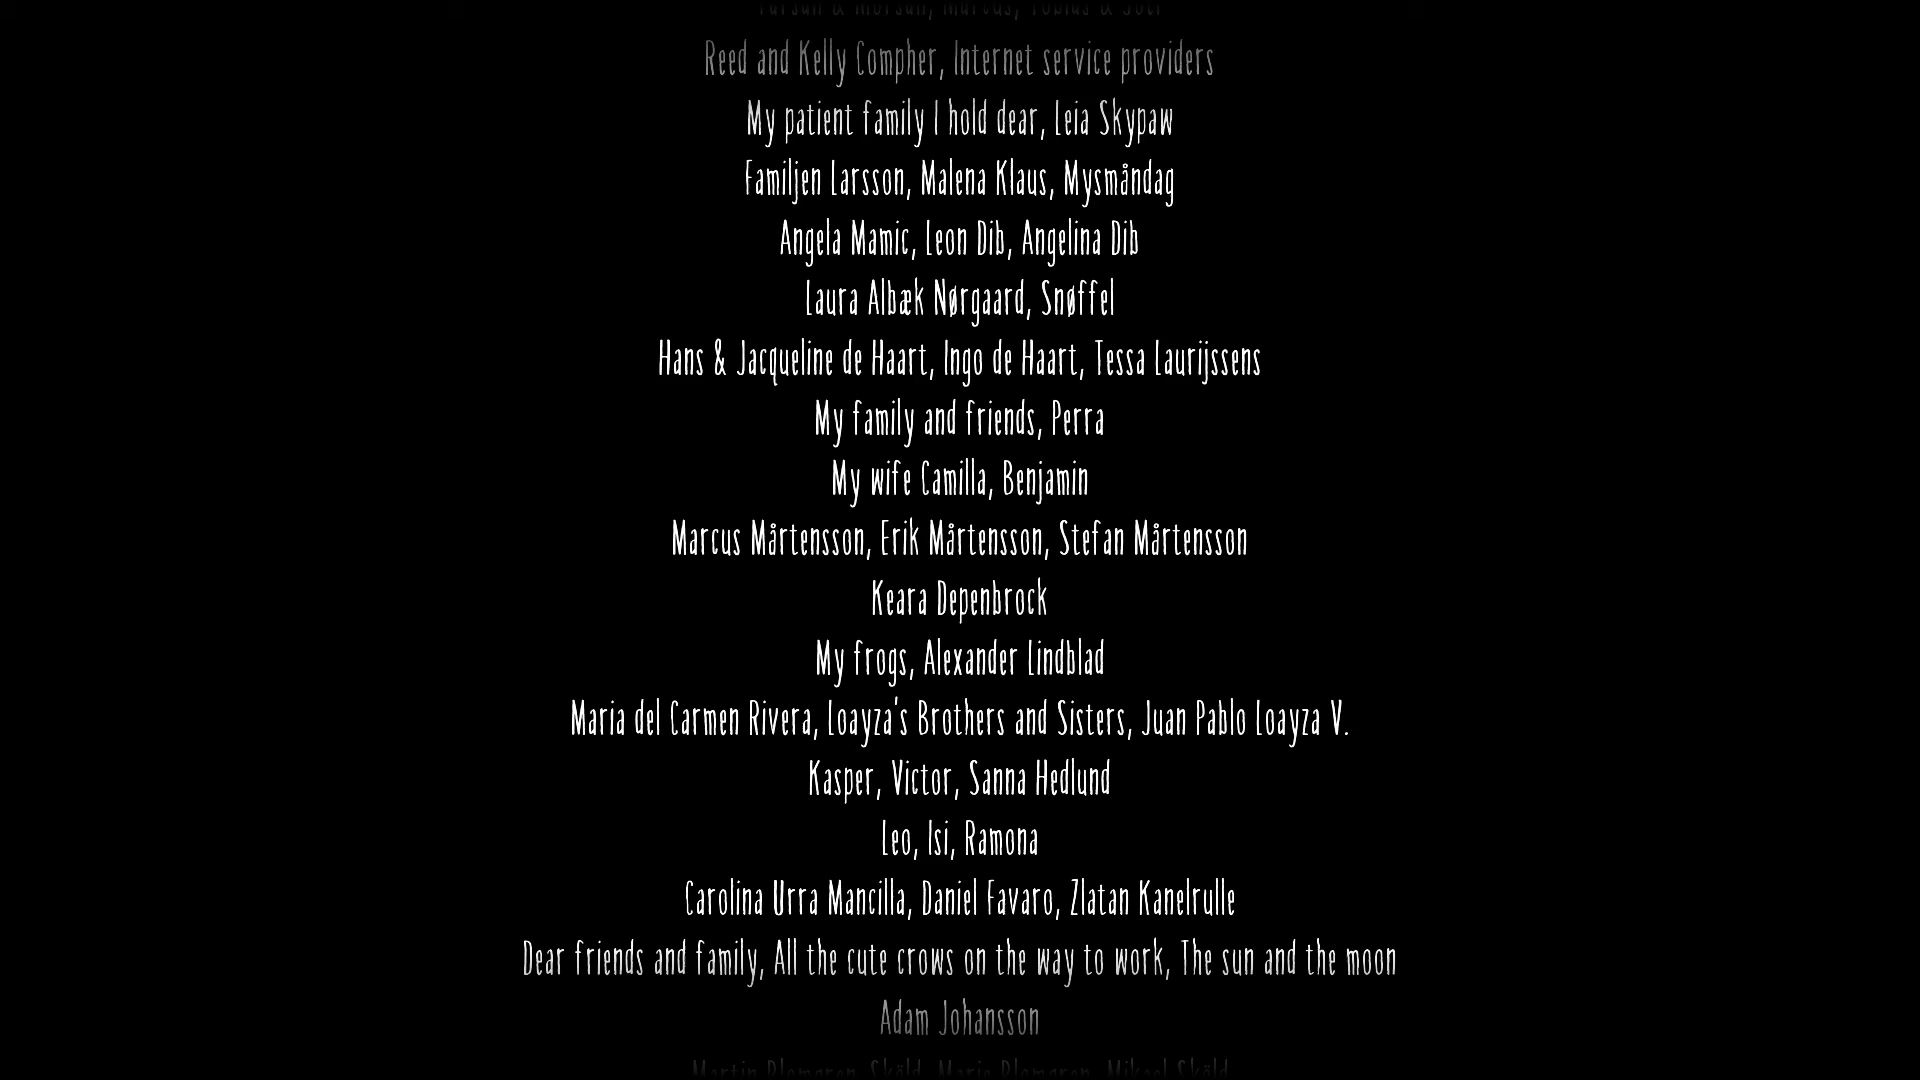 Reed and Kelly Compher, Internet service providers
My patient family I hold dear, Leia Skypaw
Familjen Larsson, Malena Klaus, Mysmåndag
Angela Mamic, Leon Dib, Angelina Dib
Laura Albæk Nørgaard, Snøffel
Hans & Jacqueline de Haart, Ingo de Haart, Tessa Laurijssens
My family and friends, Perra
My wife Camilla, Benjamin
Marcus Mårtensson, Erik Mårtensson, Stefan Mårtensson
Keara Depenbrock
My frogs, Alexander Lindblad
Maria del Carmen Rivera, Loayza's Brothers and Sisters, Juan Pablo Loayza V.
Kasper, Victor, Sanna Hedlund
Leo, Isi, Ramona
Carolina Urra Mancilla, Daniel Favaro, Zlatan Kanelrulle
Dear friends and family, All the cute crows on the way to work, The sun and the moon
Adam Johansson